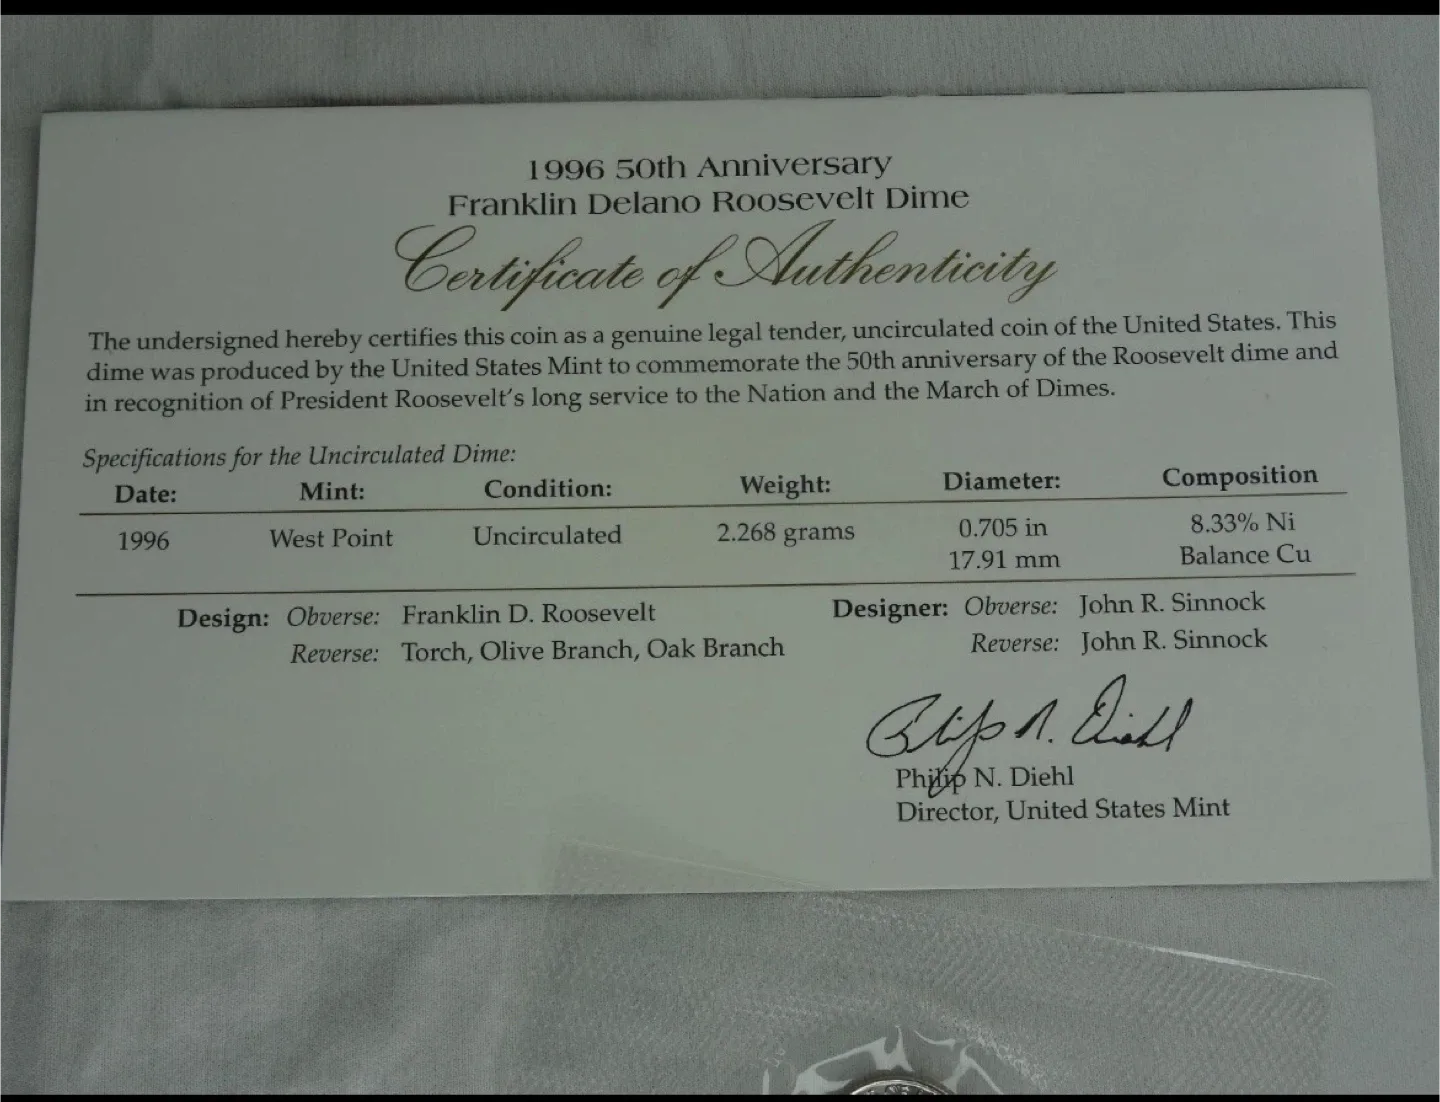 1996 50th Anniversary
Franklin Delano Roosevelt Dime
Certificate of Authenticity
The undersigned hereby certifies this coin as a genuine legal tender, uncirculated coin of the United States. This
dime was produced by the United States Mint to commemorate the 50th anniversary of the Roosevelt dime and
in recognition of President Roosevelt's long service to the Nation and the March of Dimes.
Specifications for the Uncirculated Dime:
Date: Mint: Condition: Weight: Diameter: Composition
1996 West Point Uncirculated 2.268 grams 0.705 in 8.33% Ni
17.91 mm Balance Cu
Design: Obverse: Franklin D. Roosevelt Designer: Obverse: John R. Sinnock
Reverse: Torch, Olive Branch, Oak Branch Reverse: John R. Sinnock
Philip N. Diehl
Philip N. Diehl
Director, United States Mint